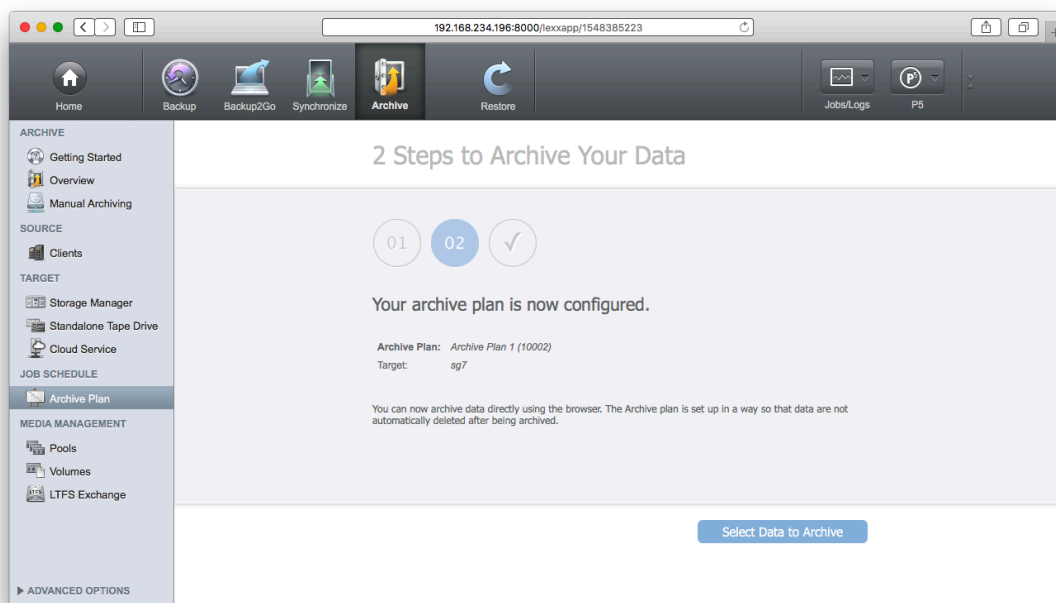 192.168.234.196:8000/lexxapp/1548385223
Home
Backup
Backup2Go
Synchronize
Archive
Restore
Jobs/Logs
P5
ARCHIVE
Getting Started
Overview
Manual Archiving
SOURCE
Clients
TARGET
Storage Manager
Standalone Tape Drive
Cloud Service
JOB SCHEDULE
Archive Plan
MEDIA MANAGEMENT
Pools
Volumes
LTFS Exchange
ADVANCED OPTIONS
2 Steps to Archive Your Data
01 02 ✓
Your archive plan is now configured.
Archive Plan: Archive Plan 1 (10002)
Target: sg7
You can now archive data directly using the browser. The Archive plan is set up in a way so that data are not
automatically deleted after being archived.
Select Data to Archive